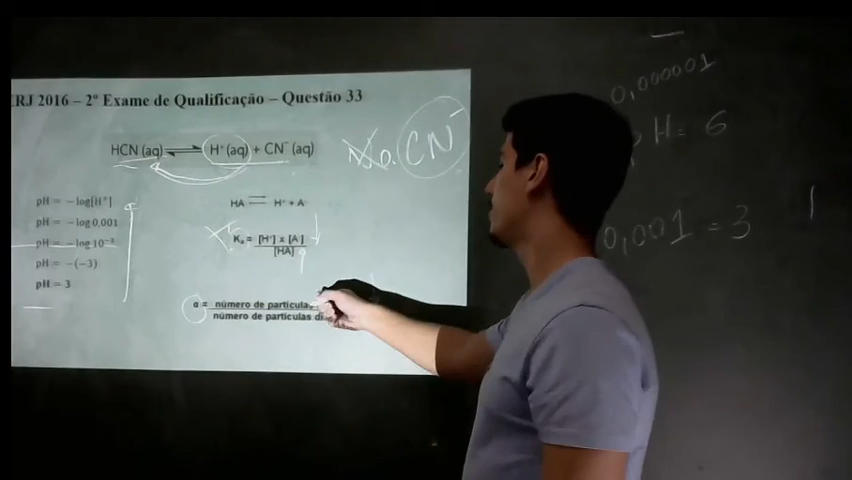 RJ 2016 – 2º Exame de Qualificação – Questão 33
HCN (aq) ⇌ H⁺ (aq) + CN⁻ (aq)
No. CN⁻
pH = -log[H⁺]
pH = -log 0,001
pH = -log 10⁻³
pH = -(-3)
pH = 3
HA ⇌ H⁺ + A
Kₐ = [H⁺] x [A]
[HA]
α = número de partículas
número de partículas
0,000001
pH = 6
0,001 = 3